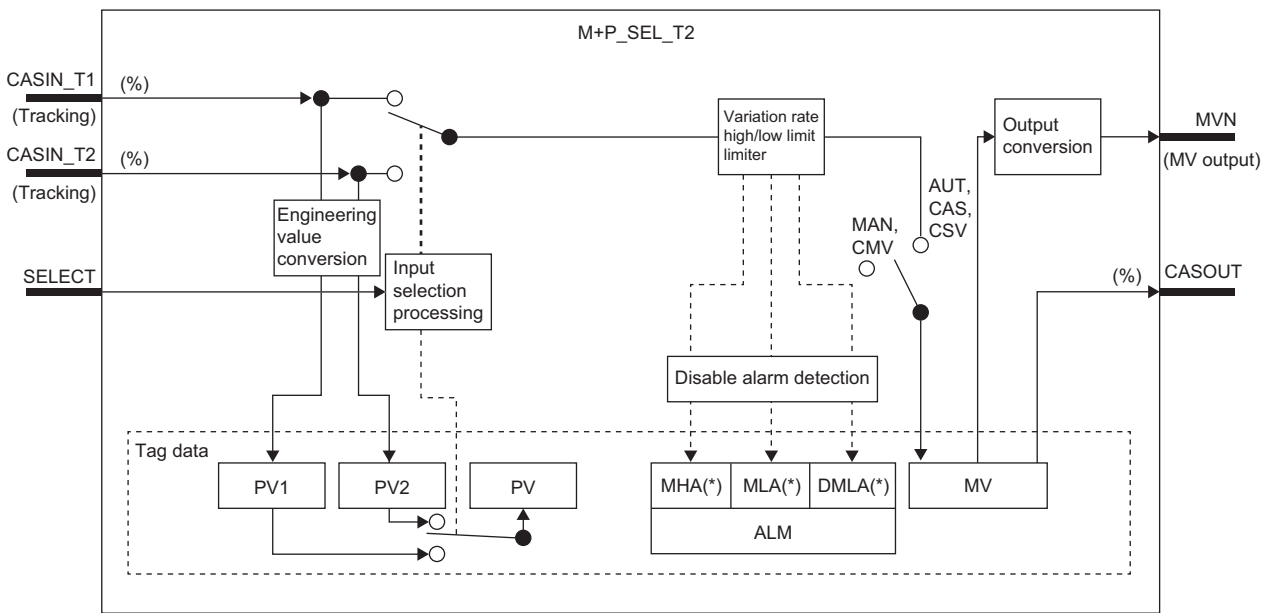 M+P_SEL_T2
CASIN_T1
(%)
(Tracking)
CASIN_T2
(%)
(Tracking)
SELECT
Engineering
value
conversion
Input
selection
processing
Variation rate
high/low limit
limiter
Output
conversion
MVN
(MV output)
AUT,
CAS,
CSV
MAN,
CMV
(%)
CASOUT
Disable alarm detection
Tag data
PV1
PV2
PV
MHA(*)
MLA(*)
DMLA(*)
ALM
MV